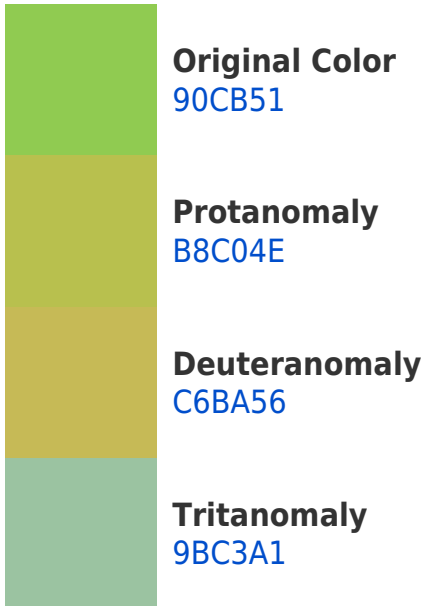 Original Color
90CB51
Protanomaly
B8C04E
Deuteranomaly
C6BA56
Tritanomaly
9BC3A1